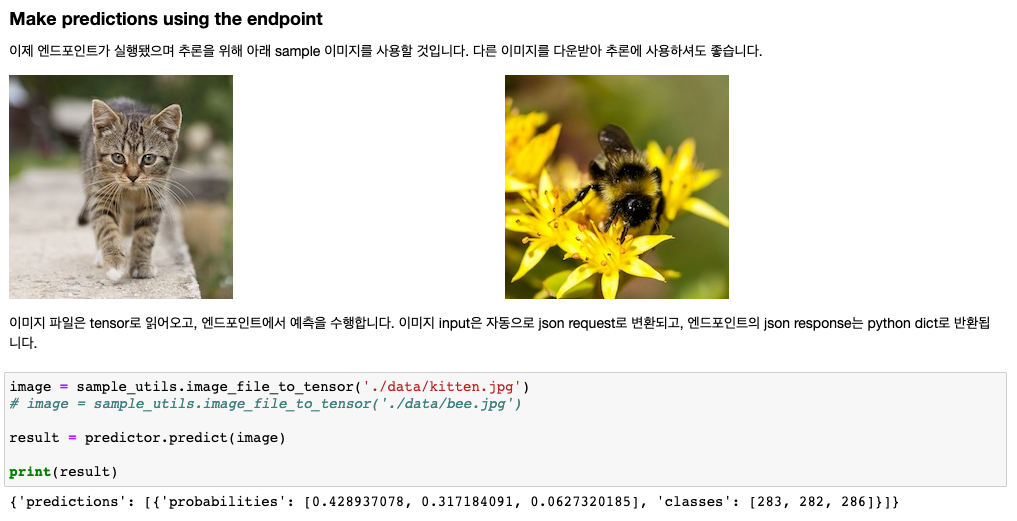 Make predictions using the endpoint
이제 엔드포인트가 실행됐으며 추론을 위해 아래 sample 이미지를 사용할 것입니다. 다른 이미지를 다운받아 추론에 사용하셔도 좋습니다.
이미지 파일은 tensor로 읽어오고, 엔드포인트에서 예측을 수행합니다. 이미지 input은 자동으로 json request로 변환되고, 엔드포인트의 json response는 python dict로 반환됩
니다.
image = sample_utils.image_file_to_tensor('./data/kitten.jpg')
# image = sample_utils.image_file_to_tensor('./data/bee.jpg')
result = predictor.predict(image)
print(result)
{'predictions': [{'probabilities': [0.428937078, 0.317184091, 0.0627320185], 'classes': [283, 282, 286]}]}